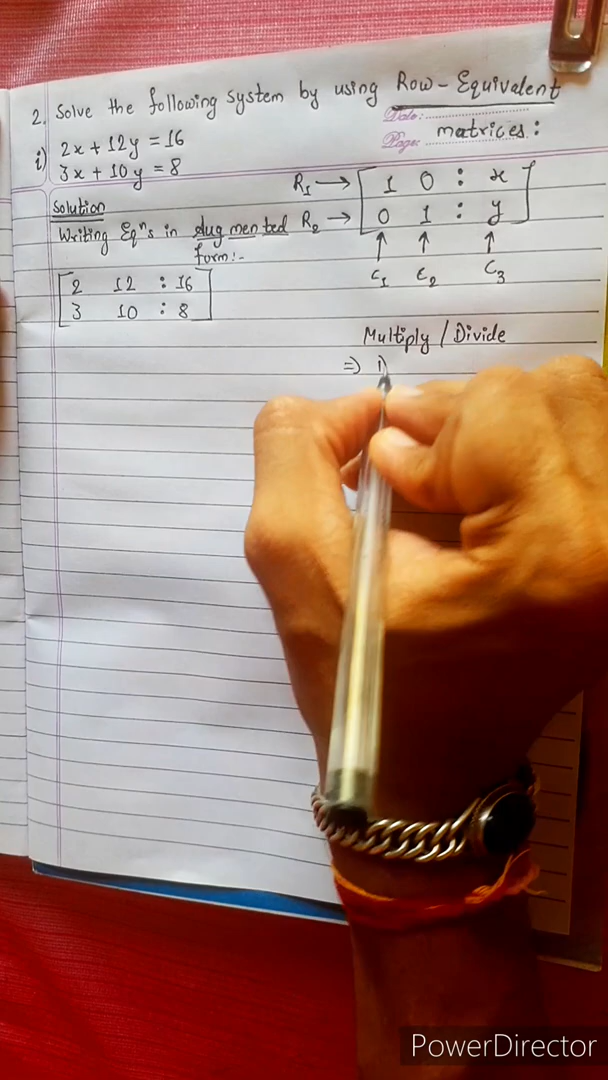 2. Solve the following system by using Row-Equivalent
Date:
Page:
matrices:
i) 2x + 12y = 16
3x + 10y = 8
Solution
Writing Eqⁿs in Augmented
form:-
[2 12 : 16]
[3 10 : 8]
R₁ → [1 0 : x]
R₂ → [0 1 : y]
↑ ↑ ↑
C₁ C₂ C₃
Multiply / Divide
⇒ i)
PowerDirector